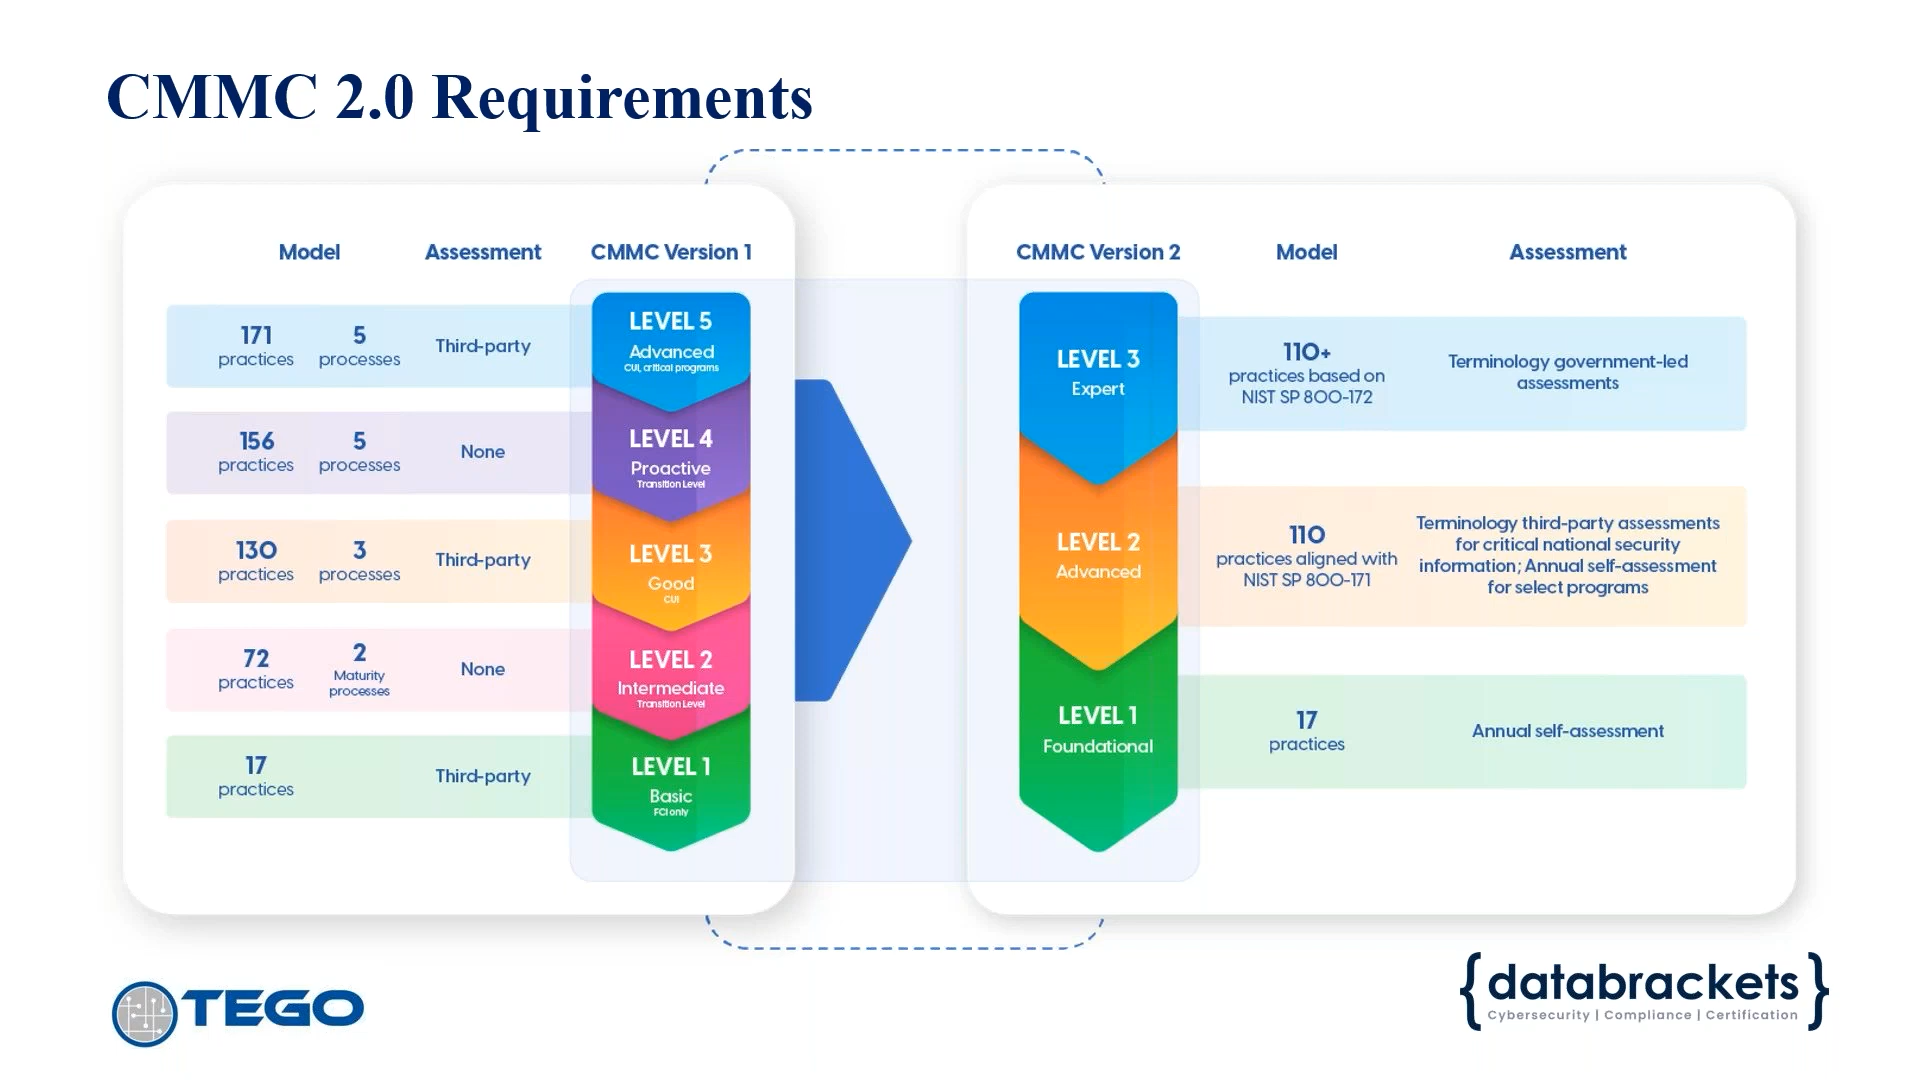 CMMC 2.0 Requirements
Model
Assessment
CMMC Version 1
171
practices
5
processes
Third-party
LEVEL 5
Advanced
CUI, critical programs
156
practices
5
processes
None
LEVEL 4
Proactive
Transition Level
130
practices
3
processes
Third-party
LEVEL 3
Good
CUI
72
practices
2
Maturity
processes
None
LEVEL 2
Intermediate
Transition Level
17
practices
Third-party
LEVEL 1
Basic
FCI only
CMMC Version 2
Model
Assessment
LEVEL 3
Expert
110+
practices based on
NIST SP 800-172
Terminology government-led
assessments
LEVEL 2
Advanced
110
practices aligned with
NIST SP 800-171
Terminology third-party assessments
for critical national security
information; Annual self-assessment
for select programs
LEVEL 1
Foundational
17
practices
Annual self-assessment
TEGO
{databrackets}
Cybersecurity | Compliance | Certification